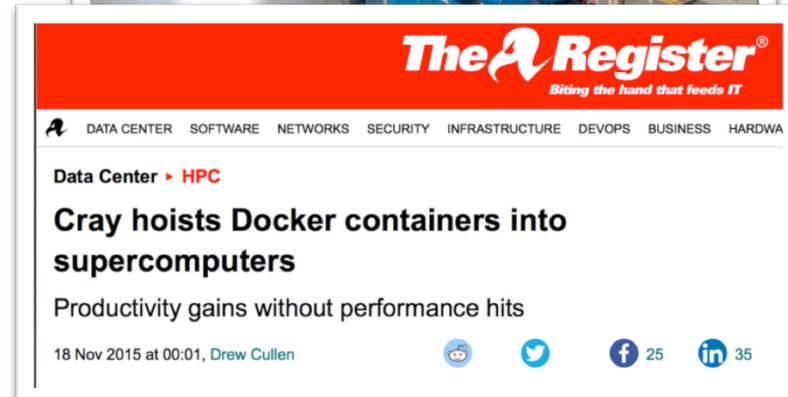 The Register®
Biting the hand that feeds IT
DATA CENTER SOFTWARE NETWORKS SECURITY INFRASTRUCTURE DEVOPS BUSINESS HARDWA
Data Center ▸ HPC
Cray hoists Docker containers into
supercomputers
Productivity gains without performance hits
18 Nov 2015 at 00:01, Drew Cullen f 25 in 35